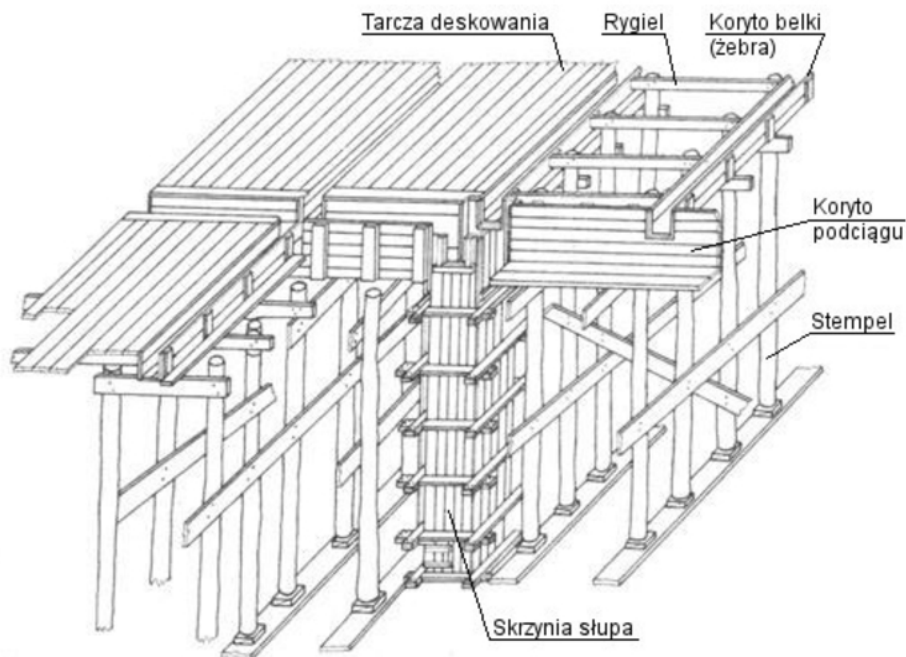 Tarcza deskowania
Rygiel
Koryto belki
(żebra)
Koryto
podciągu
Stempel
Skrzynia słupa